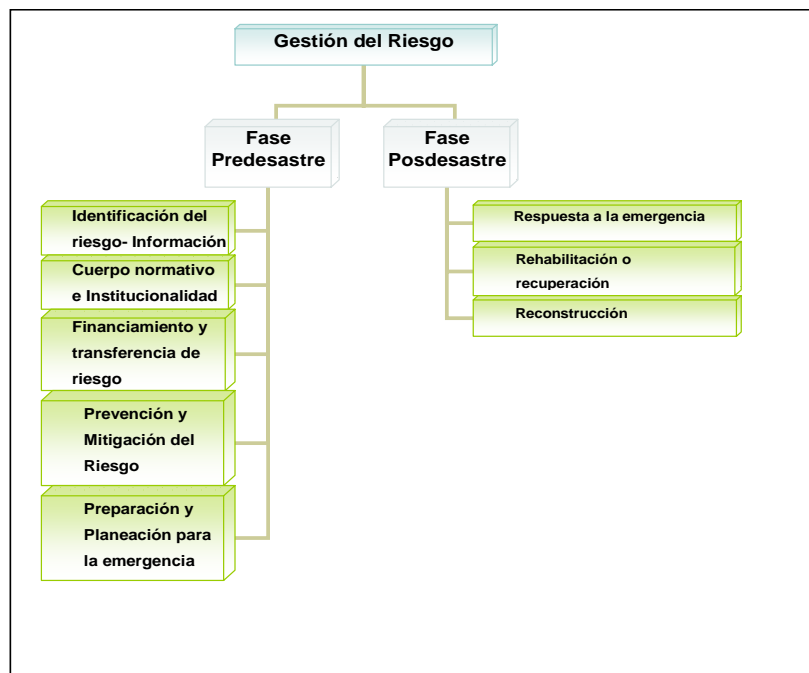 Gestión del Riesgo
Fase
Predesastre
Fase
Posdesastre
Identificación del
riesgo- Información
Cuerpo normativo
e Institucionalidad
Financiamiento y
transferencia de
riesgo
Prevención y
Mitigación del
Riesgo
Preparación y
Planeación para
la emergencia
Respuesta a la emergencia
Rehabilitación o
recuperación
Reconstrucción